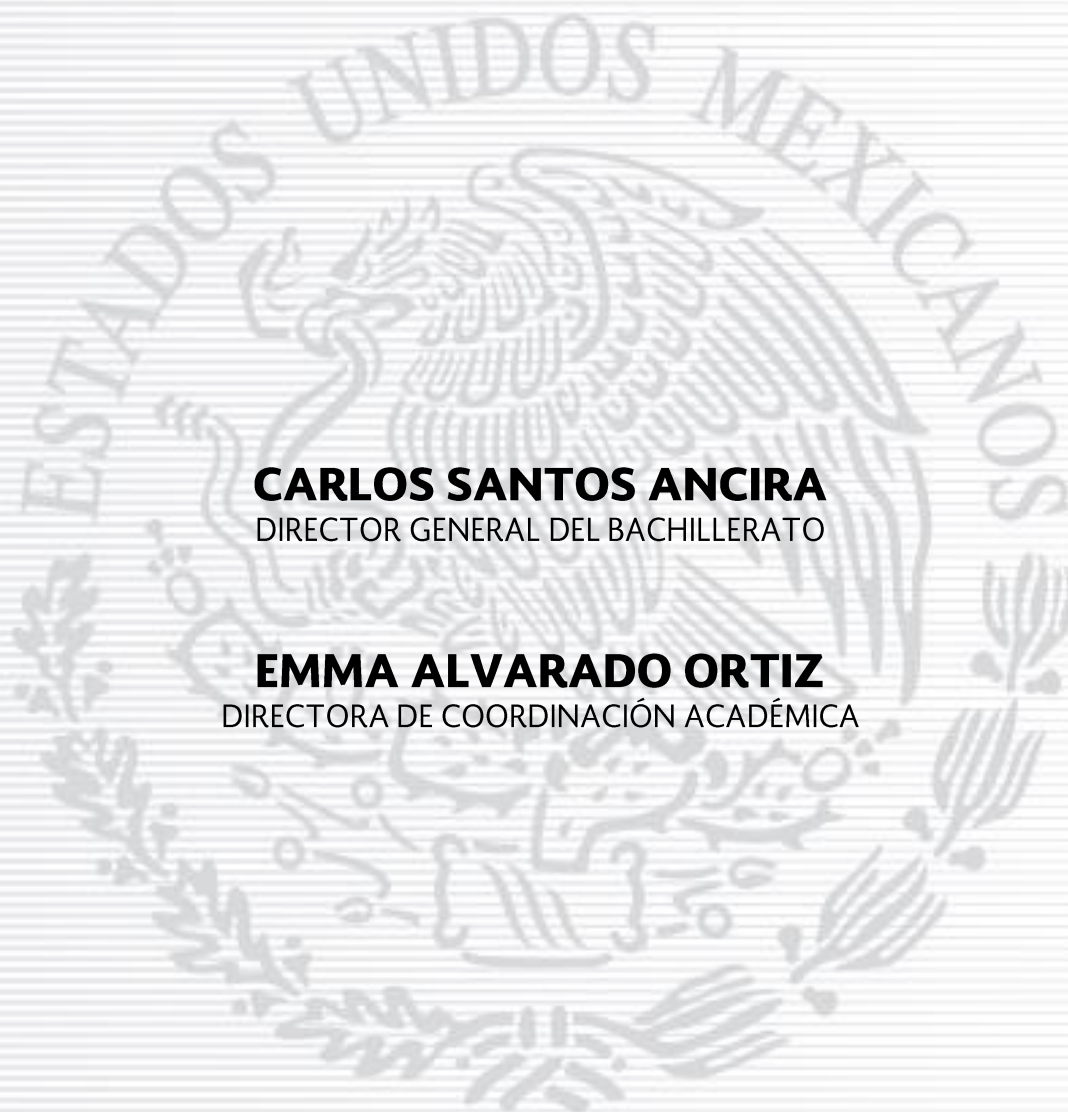 ESTADOS UNIDOS MEXICANOS
CARLOS SANTOS ANCIRA
DIRECTOR GENERAL DEL BACHILLERATO
EMMA ALVARADO ORTIZ
DIRECTORA DE COORDINACIÓN ACADÉMICA